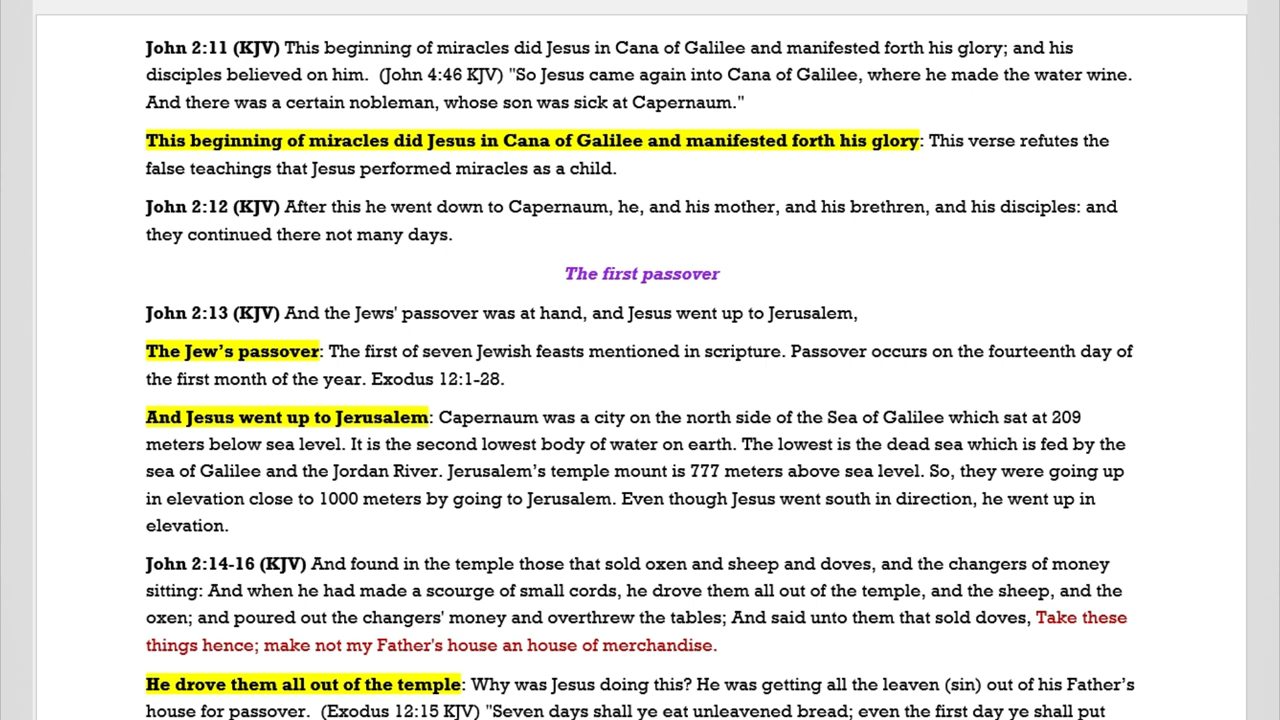 John 2:11 (KJV) This beginning of miracles did Jesus in Cana of Galilee and manifested forth his glory; and his
disciples believed on him.  (John 4:46 KJV) "So Jesus came again into Cana of Galilee, where he made the water wine.
And there was a certain nobleman, whose son was sick at Capernaum."
This beginning of miracles did Jesus in Cana of Galilee and manifested forth his glory: This verse refutes the
false teachings that Jesus performed miracles as a child.
John 2:12 (KJV) After this he went down to Capernaum, he, and his mother, and his brethren, and his disciples: and
they continued there not many days.
The first passover
John 2:13 (KJV) And the Jews' passover was at hand, and Jesus went up to Jerusalem,
The Jew's passover: The first of seven Jewish feasts mentioned in scripture. Passover occurs on the fourteenth day of
the first month of the year. Exodus 12:1-28.
And Jesus went up to Jerusalem: Capernaum was a city on the north side of the Sea of Galilee which sat at 209
meters below sea level. It is the second lowest body of water on earth. The lowest is the dead sea which is fed by the
sea of Galilee and the Jordan River. Jerusalem's temple mount is 777 meters above sea level. So, they were going up
in elevation close to 1000 meters by going to Jerusalem. Even though Jesus went south in direction, he went up in
elevation.
John 2:14-16 (KJV) And found in the temple those that sold oxen and sheep and doves, and the changers of money
sitting: And when he had made a scourge of small cords, he drove them all out of the temple, and the sheep, and the
oxen; and poured out the changers' money and overthrew the tables; And said unto them that sold doves, Take these
things hence; make not my Father's house an house of merchandise.
He drove them all out of the temple: Why was Jesus doing this? He was getting all the leaven (sin) out of his Father's
house for passover.  (Exodus 12:15 KJV) "Seven days shall ye eat unleavened bread; even the first day ye shall put